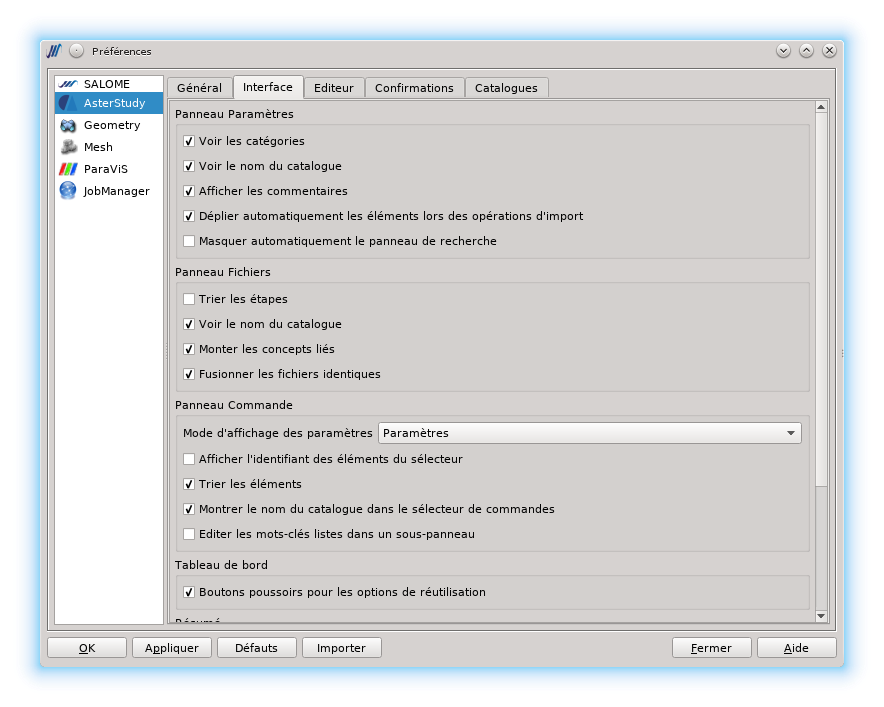 Préférences
SALOME
AsterStudy
Geometry
Mesh
ParaViS
JobManager
Général
Interface
Editeur
Confirmations
Catalogues
Panneau Paramètres
Voir les catégories
Voir le nom du catalogue
Afficher les commentaires
Déplier automatiquement les éléments lors des opérations d'import
Masquer automatiquement le panneau de recherche
Panneau Fichiers
Trier les étapes
Voir le nom du catalogue
Monter les concepts liés
Fusionner les fichiers identiques
Panneau Commande
Mode d'affichage des paramètres Paramètres
Afficher l'identifiant des éléments du sélecteur
Trier les éléments
Montrer le nom du catalogue dans le sélecteur de commandes
Editer les mots-clés listes dans un sous-panneau
Tableau de bord
Boutons poussoirs pour les options de réutilisation
Résumé
OK
Appliquer
Défauts
Importer
Fermer
Aide